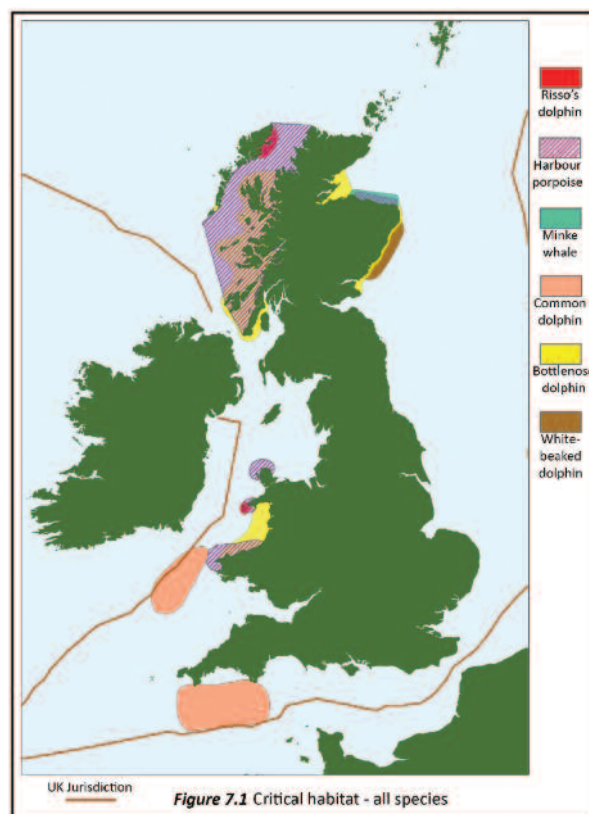 Risso's
dolphin
Harbour
porpoise
Minke
whale
Common
dolphin
Bottlenose
dolphin
White-
beaked
dolphin
UK Jurisdiction
Figure 7.1 Critical habitat - all species